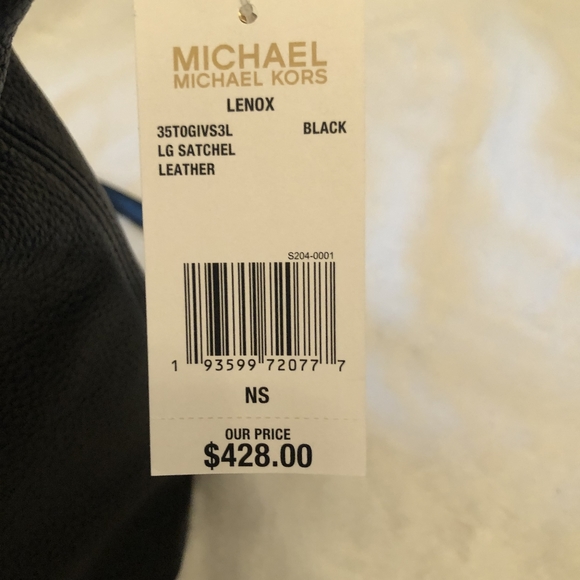 MICHAEL
MICHAEL KORS
LENOX
35T0GIVS3L BLACK
LG SATCHEL
LEATHER
S204-0001
1 93599 72077 7
NS
OUR PRICE
$428.00